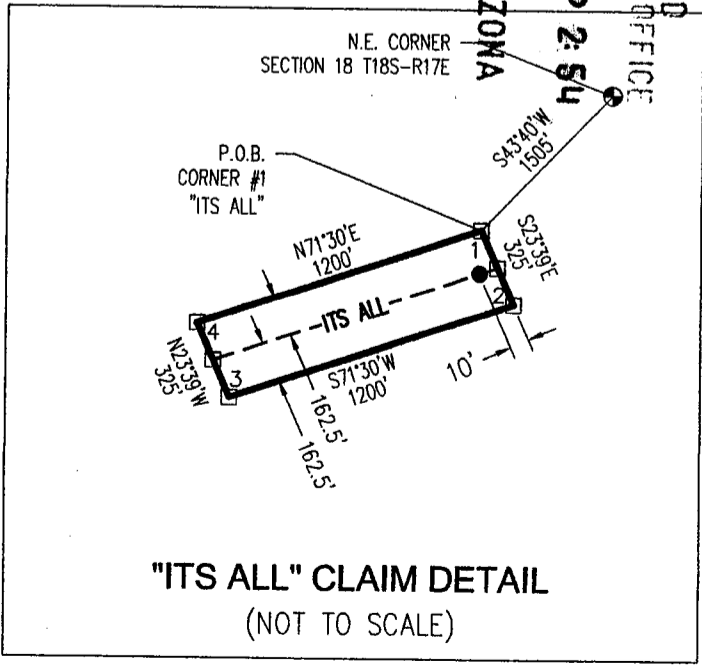 D
OFFICE
P 2:54
ZONA
N.E. CORNER
SECTION 18 T18S-R17E
S43°40'W
1505'
P.O.B.
CORNER #1
"ITS ALL"
N71°30'E
1200'
S23°39'E
325'
1
2
ITS ALL
4
N23°39'W
325'
3
S71°30'W
1200'
10'
162.5'
162.5'
"ITS ALL" CLAIM DETAIL
(NOT TO SCALE)